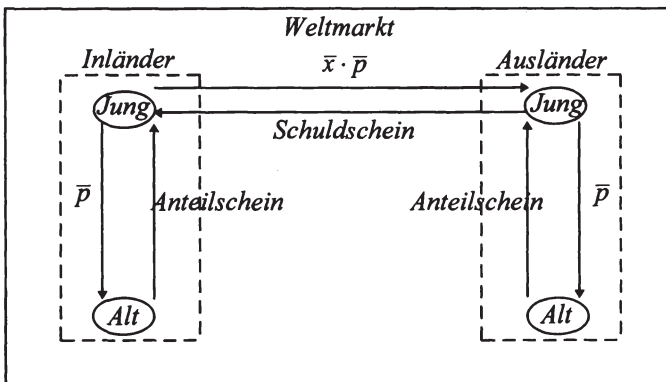 Weltmarkt
Inländer
Ausländer
x̅ · p̅
Jung
Jung
Schuldschein
p̅
Anteilschein
Anteilschein
p̅
Alt
Alt